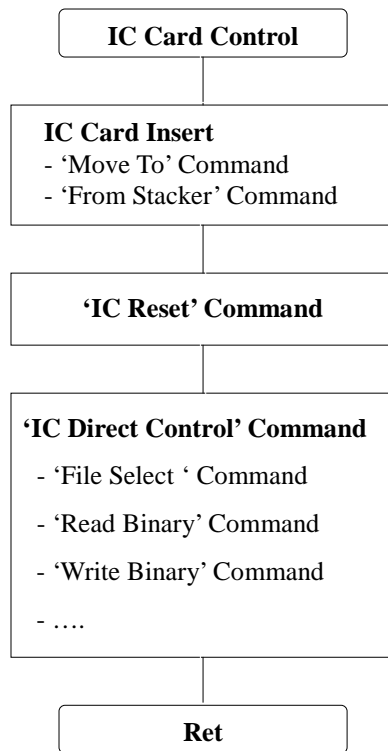 IC Card Control
IC Card Insert
- ‘Move To’ Command
- ‘From Stacker’ Command
‘IC Reset’ Command
‘IC Direct Control’ Command
- ‘File Select ‘ Command
- ‘Read Binary’ Command
- ‘Write Binary’ Command
- ….
Ret